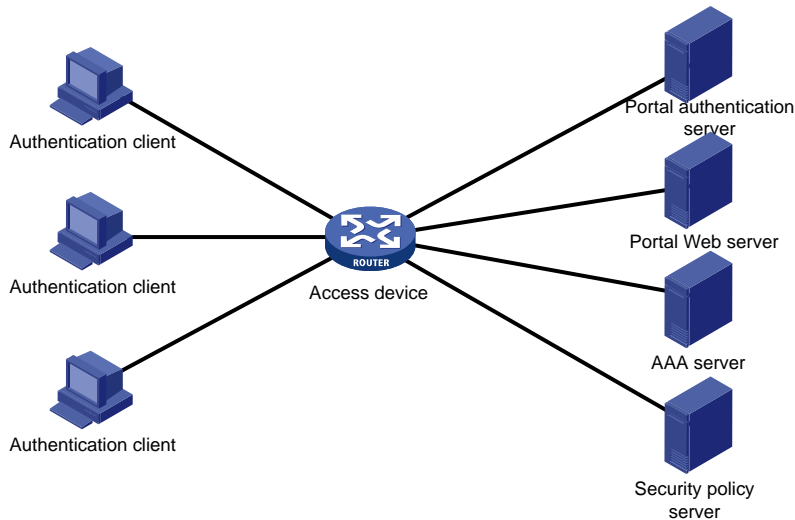 Authentication client
Authentication client
Authentication client
ROUTER
Access device
Portal authentication
server
Portal Web server
AAA server
Security policy
server